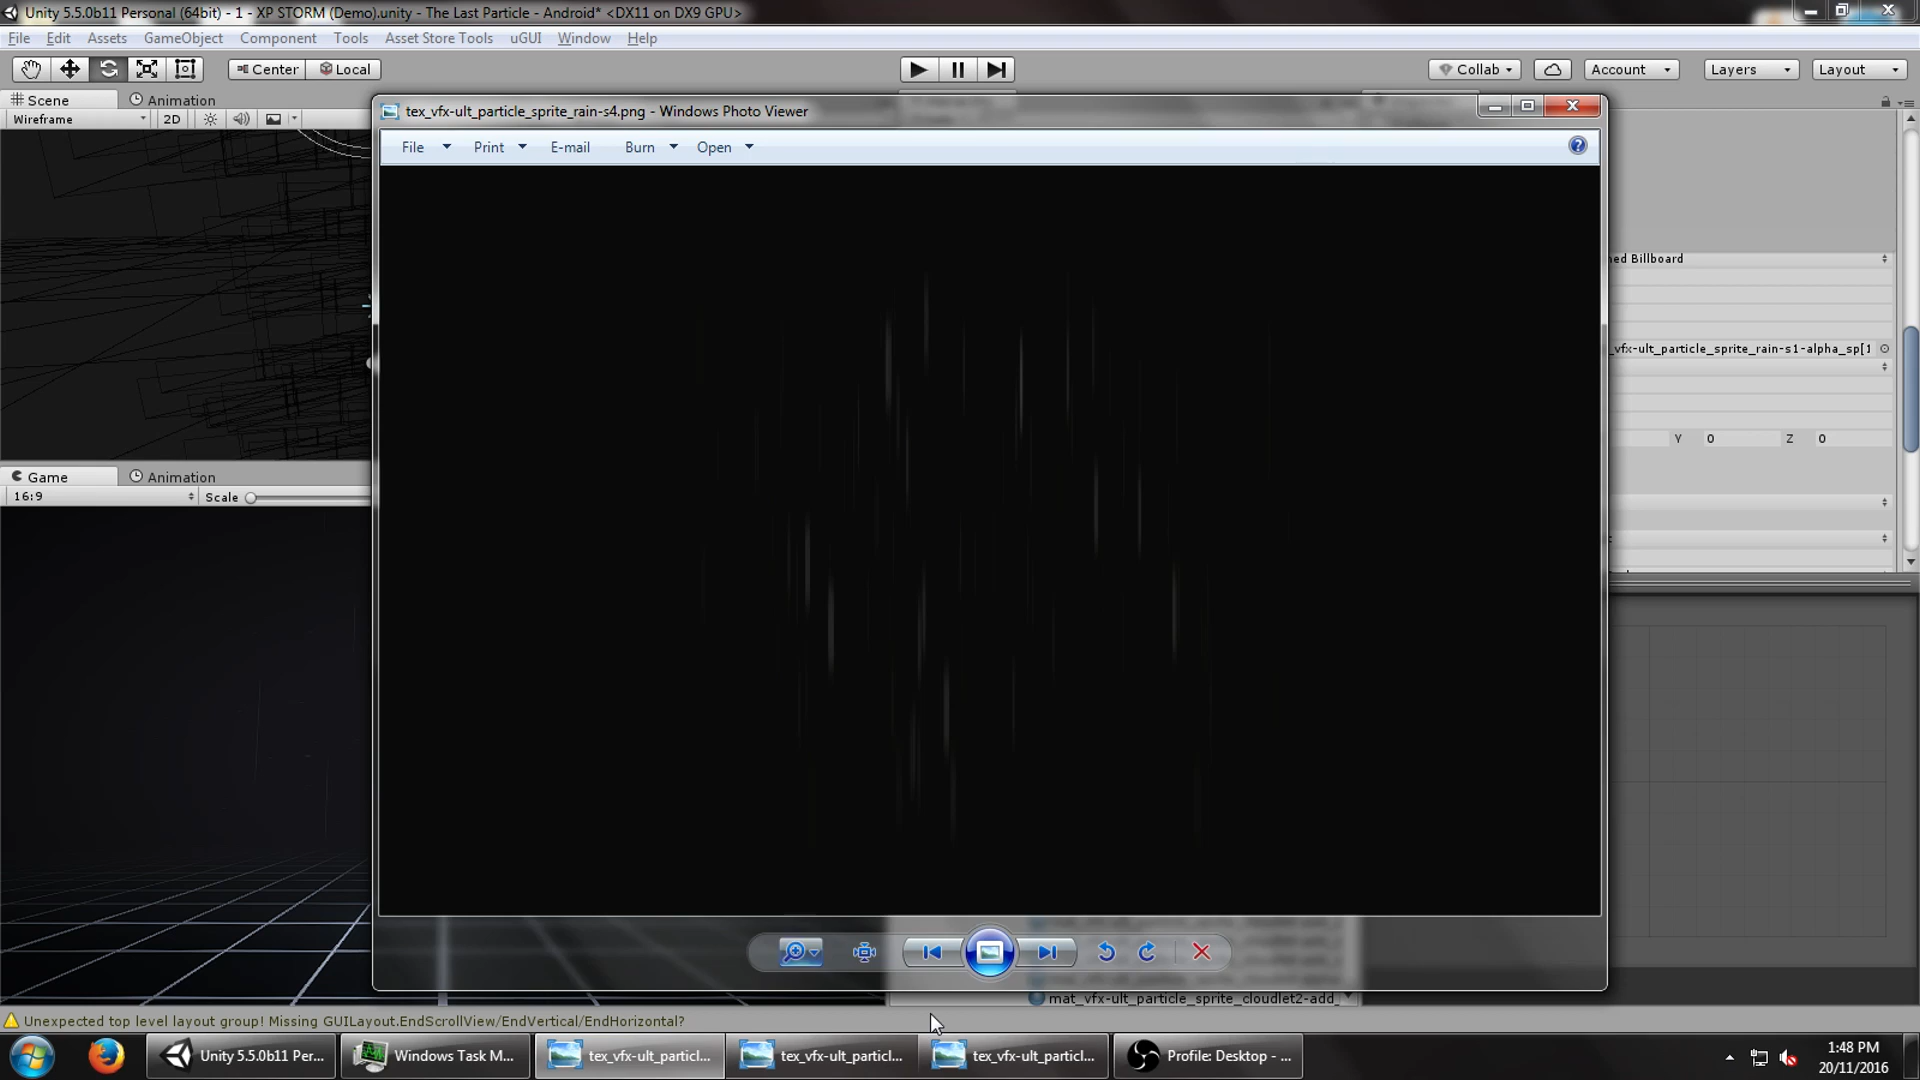 Unity 5.5.0b11 Personal (64bit) - 1 - XP STORM (Demo).unity - The Last Particle - Android* <DX11 on DX9 GPU>
File Edit Assets GameObject Component Tools Asset Store Tools uGUI Window Help
Center Local Collab Account Layers Layout
Scene Animation
Wireframe 2D
tex_vfx-ult_particle_sprite_rain-s4.png - Windows Photo Viewer
File Print E-mail Burn Open
ned Billboard
_vfx-ult_particle_sprite_rain-s1-alpha_sp[1
Y 0 Z 0
Game Animation
16:9 Scale
mat_vfx-ult_particle_sprite_cloudlet2-add_
Unexpected top level layout group! Missing GUILayout.EndScrollView/EndVertical/EndHorizontal?
Unity 5.5.0b11 Per... Windows Task M... tex_vfx-ult_particl... tex_vfx-ult_particl... tex_vfx-ult_particl... Profile: Desktop - ...
1:48 PM
20/11/2016